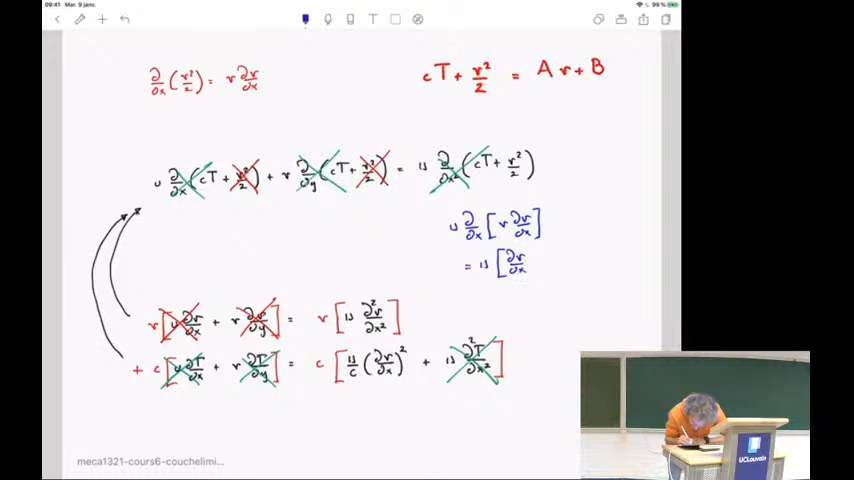 09:41 Mar. 9 janv.
99 %
T
∂/∂x (v²/2) = v ∂v/∂x
cT + v²/2 = A v + B
u ∂/∂x (cT + v²/2) + v ∂/∂y (cT + v²/2) = ν ∂/∂x² (cT + v²/2)
ν ∂/∂x [v ∂v/∂x]
= ν [∂v/∂x
v [u ∂v/∂x + v ∂v/∂y] = v [ν ∂²v/∂x²]
+ c [u ∂T/∂x + v ∂T/∂y] = c [ν/c (∂v/∂x)² + ν ∂²T/∂x²]
meca1321-cours6-couchelimi...
UCLouvain